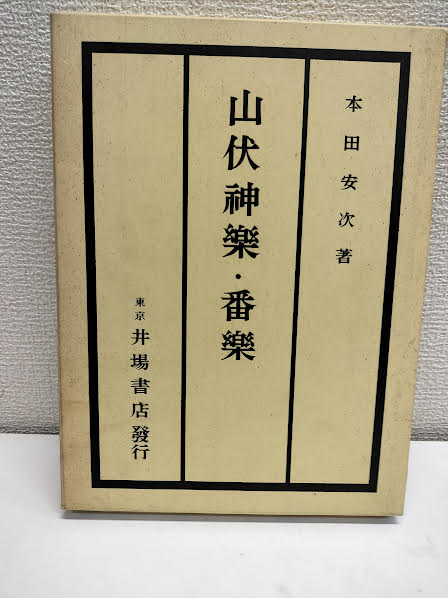 本田安次著
山伏神樂・番樂
東京 井場書店發行